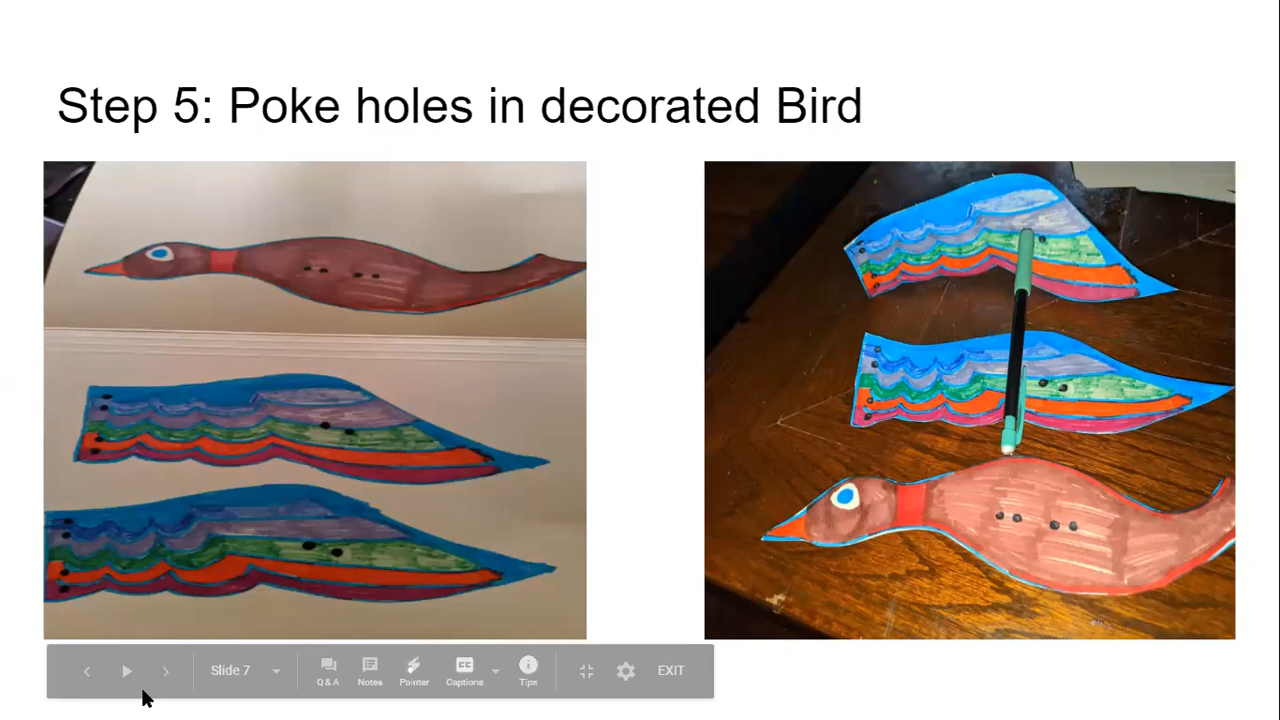 Step 5: Poke holes in decorated Bird
Slide 7
Q & A
Notes
Pointer
Captions
Tips
EXIT